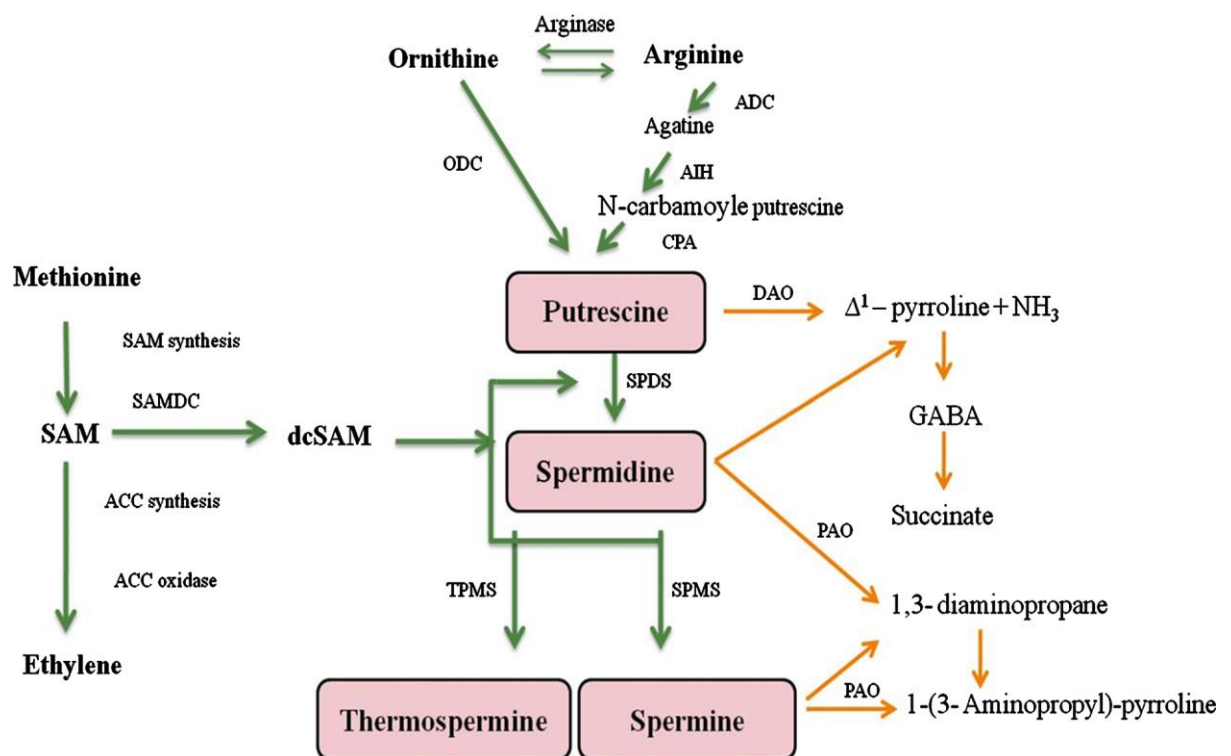 Arginase
Ornithine
Arginine
ADC
Agatine
ODC
AIH
N-carbamoyle putrescine
CPA
Methionine
Putrescine
DAO
Δ¹– pyrroline + NH₃
SAM synthesis
SPDS
SAMDC
SAM
dcSAM
Spermidine
GABA
ACC synthesis
Succinate
PAO
ACC oxidase
TPMS
SPMS
1,3- diaminopropane
Ethylene
Thermospermine
Spermine
PAO
1-(3- Aminopropyl)-pyrroline